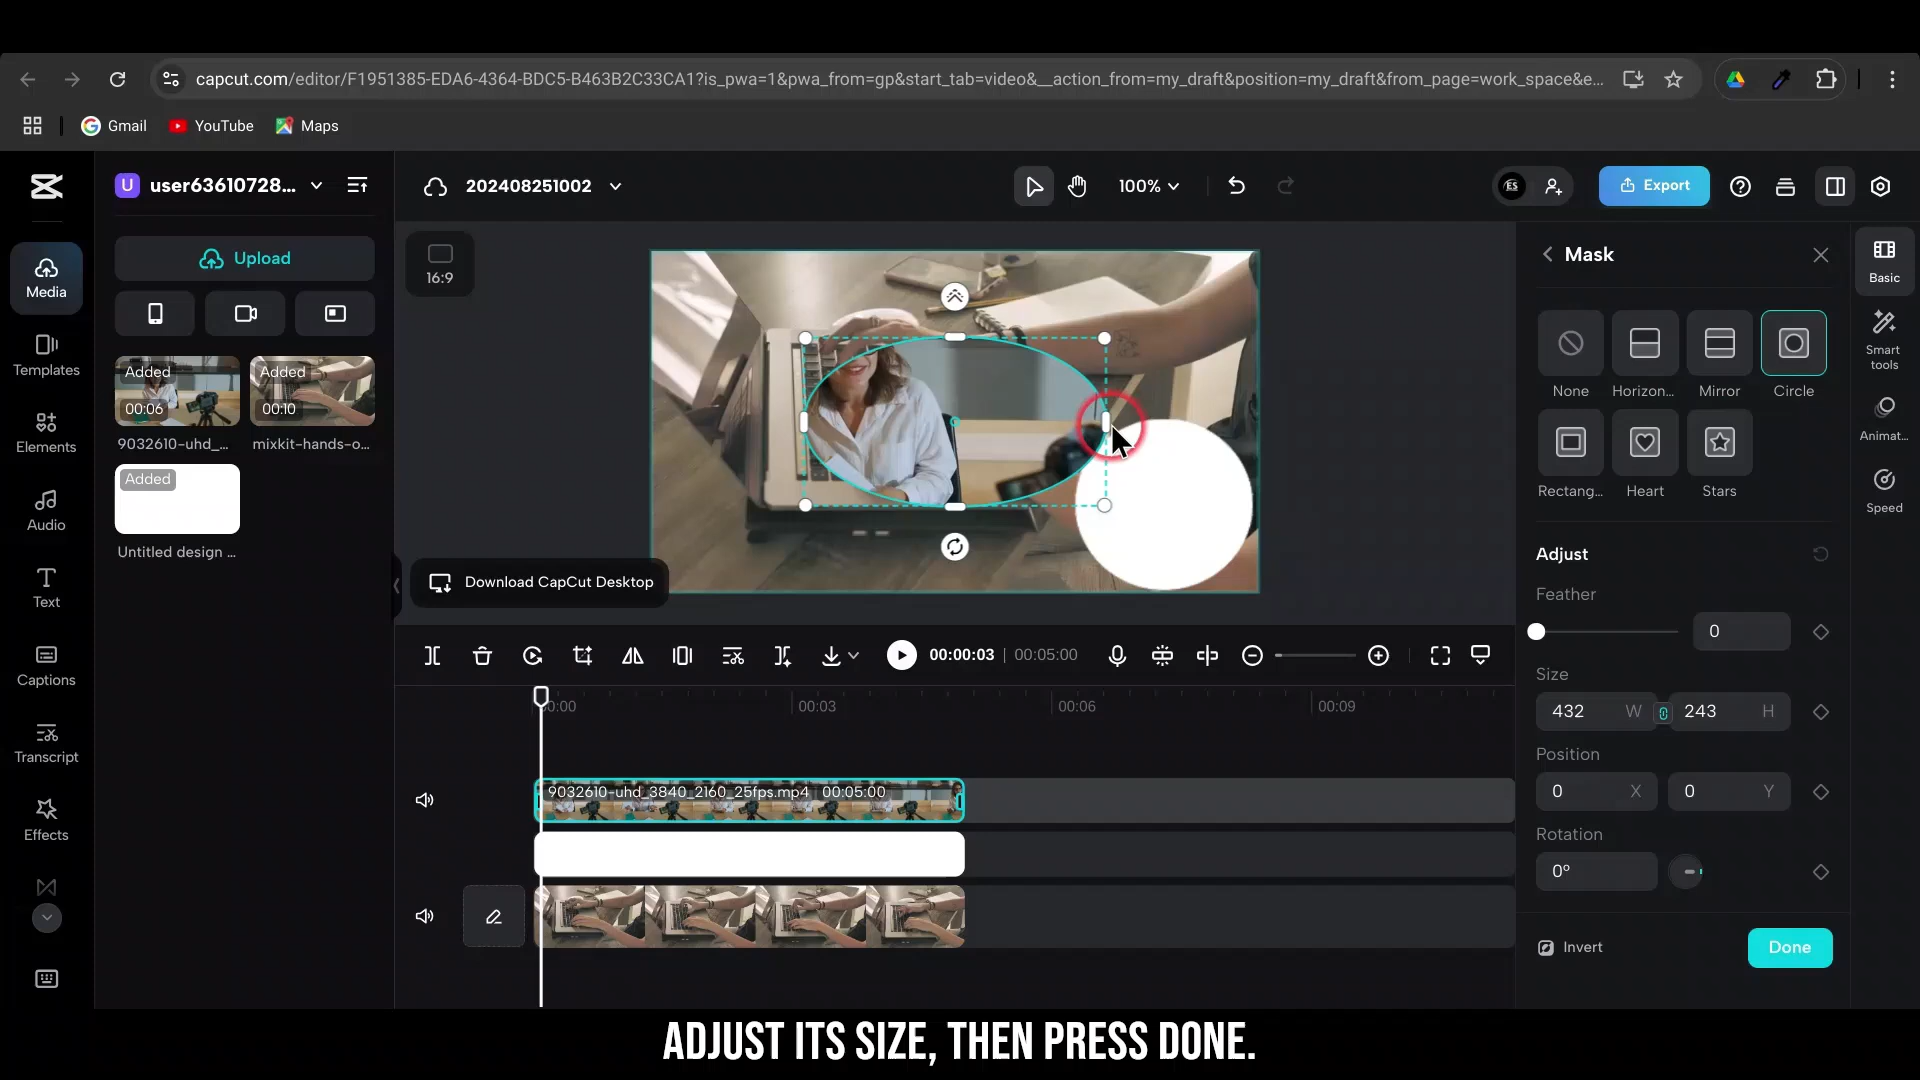 capcut.com/editor/F1951385-EDA6-4364-BDC5-B463B2C33CA1?is_pwa=1&pwa_from=gp&start_tab=video&__action_from=my_draft&position=my_draft&from_page=work_space&e...
Gmail
YouTube
Maps
U user63610728...
202408251002
100%
ES
Export
Upload
16:9
Mask
Basic
Media
Templates
Elements
Audio
Text
Captions
Transcript
Effects
Added
00:06
9032610-uhd_...
Added
00:10
mixkit-hands-o...
Added
Untitled design ...
Download CapCut Desktop
None
Horizon...
Mirror
Circle
Rectang...
Heart
Stars
Smart
tools
Animat...
Speed
Adjust
Feather
0
Size
432 W
243 H
Position
0 X
0 Y
Rotation
0°
Invert
Done
00:00:03 | 00:05:00
00:03
00:06
00:09
9032610-uhd_3840_2160_25fps.mp4 00:05:00
ADJUST ITS SIZE, THEN PRESS DONE.